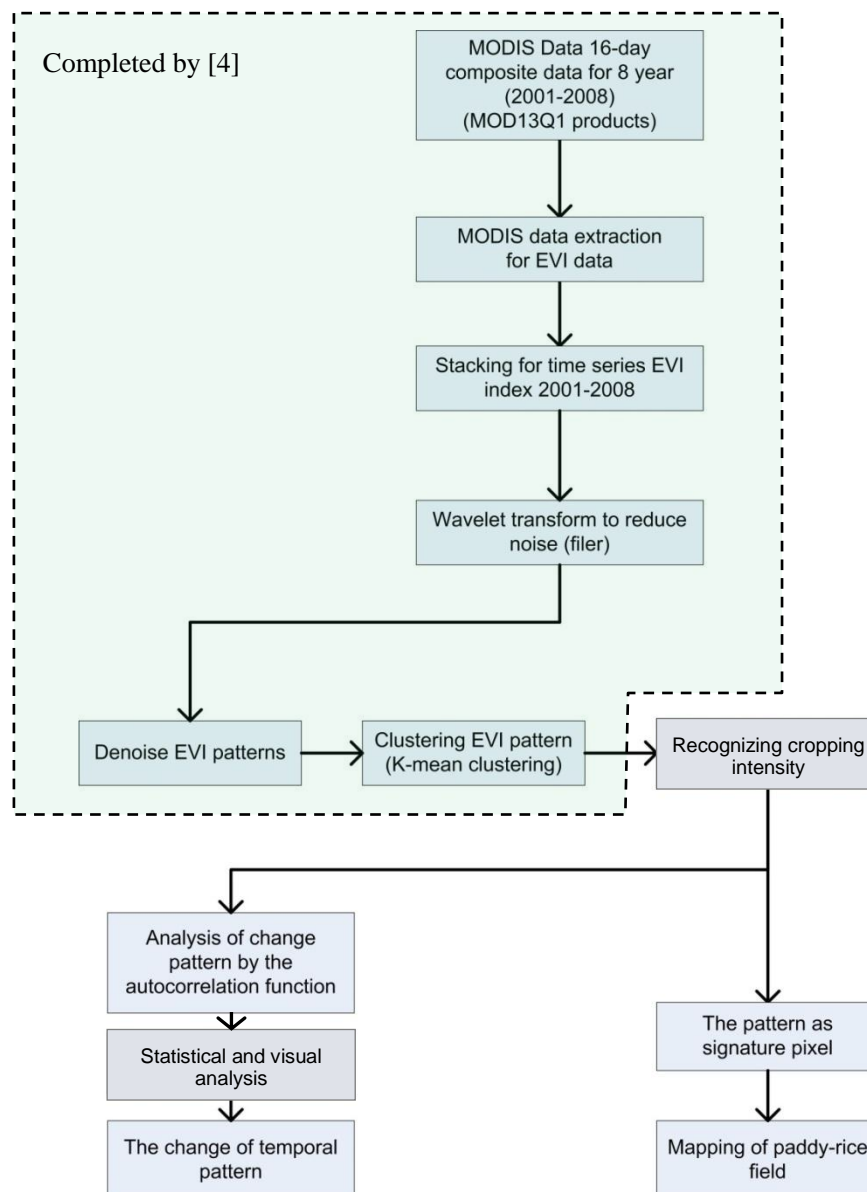 Completed by [4]
MODIS Data 16-day
composite data for 8 year
(2001-2008)
(MOD13Q1 products)
MODIS data extraction
for EVI data
Stacking for time series EVI
index 2001-2008
Wavelet transform to reduce
noise (filer)
Denoise EVI patterns
Clustering EVI pattern
(K-mean clustering)
Recognizing cropping
intensity
Analysis of change
pattern by the
autocorrelation function
Statistical and visual
analysis
The change of temporal
pattern
The pattern as
signature pixel
Mapping of paddy-rice
field